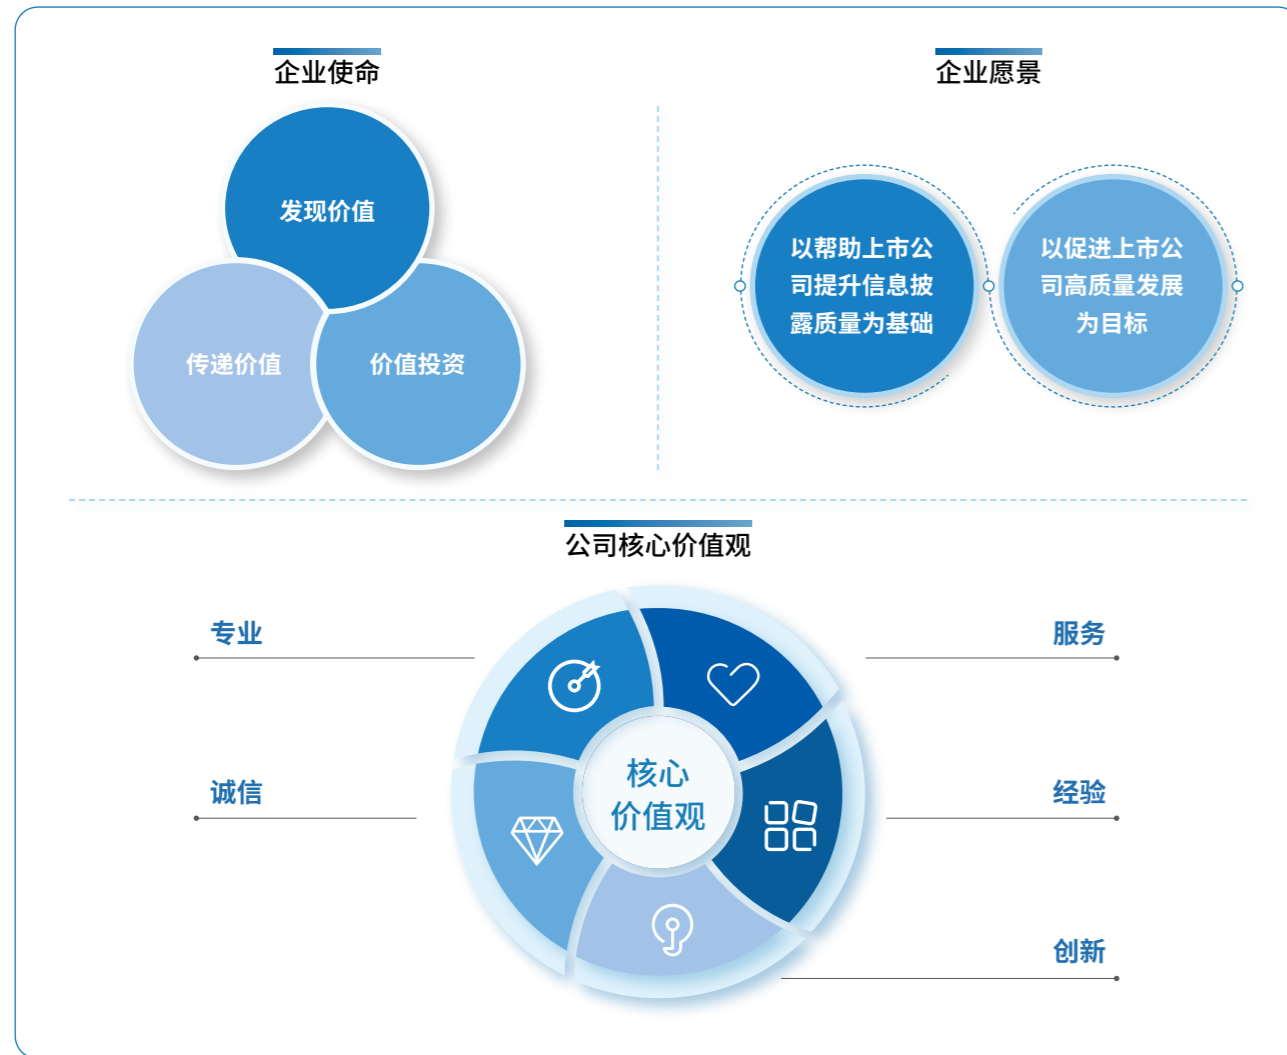 企业使命
发现价值
传递价值
价值投资
企业愿景
以帮助上市公
司提升信息披
露质量为基础
以促进上市公
司高质量发展
为目标
公司核心价值观
专业
服务
诚信
核心
价值观
经验
创新